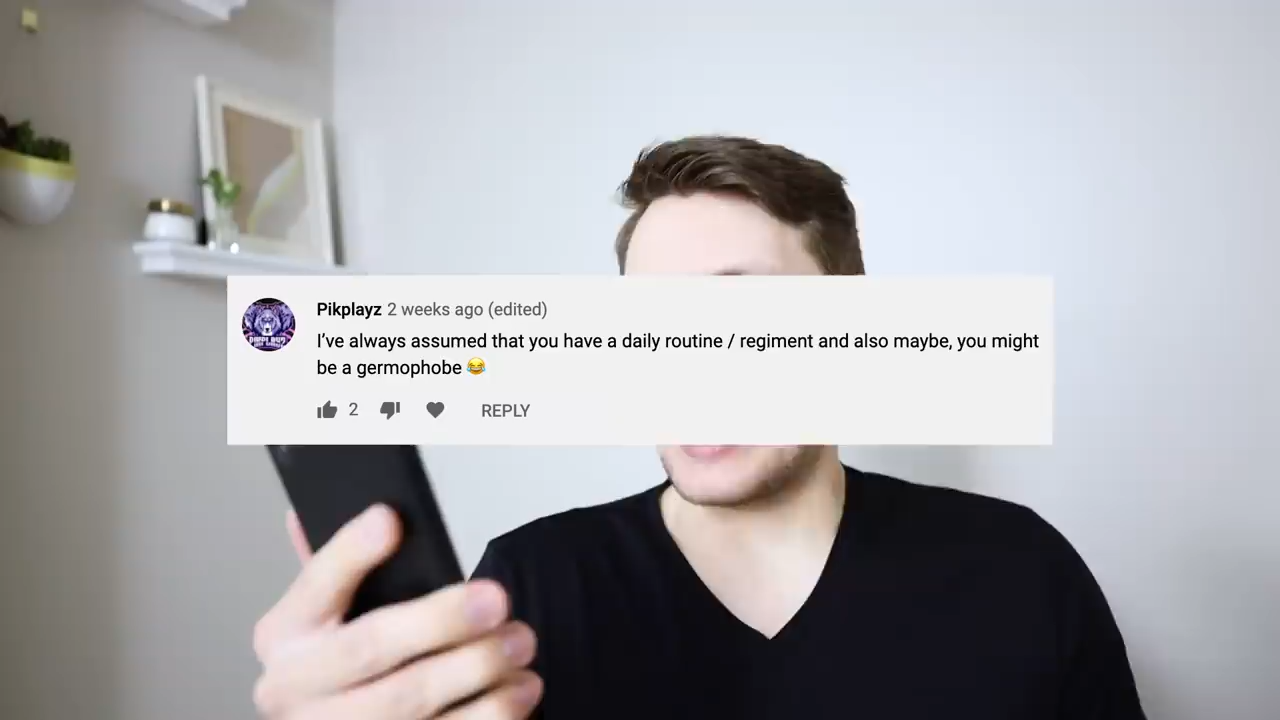 Pikplayz 2 weeks ago (edited)
I’ve always assumed that you have a daily routine / regiment and also maybe, you might
be a germophobe 😂
2 REPLY